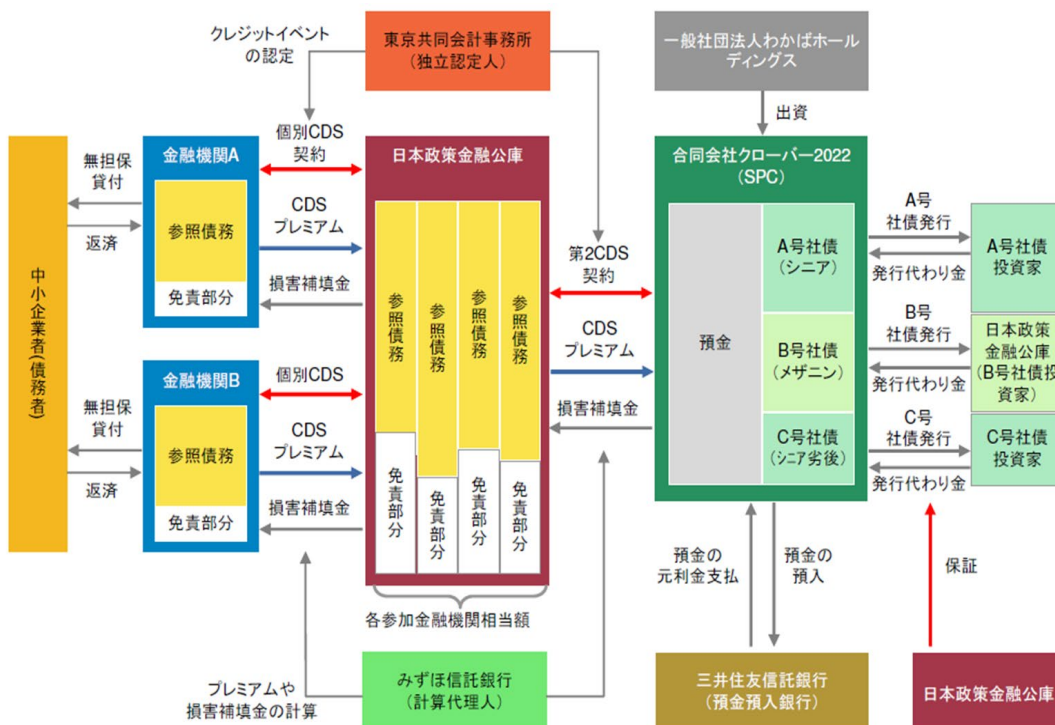 クレジットイベント
の認定
東京共同会計事務所
(独立認定人)
一般社団法人わかばホール
ディングス
出資
中小企業者(債務者)
無担保
貸付
返済
金融機関A
参照債務
免責部分
個別CDS
契約
CDS
プレミアム
損害補填金
無担保
貸付
返済
金融機関B
参照債務
免責部分
個別CDS
CDS
プレミアム
損害補填金
日本政策金融公庫
参照債務
参照債務
参照債務
参照債務
免責部分
免責部分
免責部分
免責部分
各参加金融機関相当額
第2CDS
契約
CDS
プレミアム
損害補填金
合同会社クローバー2022
(SPC)
預金
A号社債
(シニア)
B号社債
(メザニン)
C号社債
(シニア劣後)
A号
社債発行
発行代わり金
A号社債
投資家
B号
社債発行
発行代わり金
日本政策
金融公庫
(B号社債投
資家)
C号
社債発行
発行代わり金
C号社債
投資家
預金の
元利金支払
預金の
預入
保証
プレミアムや
損害補填金の計算
みずほ信託銀行
(計算代理人)
三井住友信託銀行
(預金預入銀行)
日本政策金融公庫